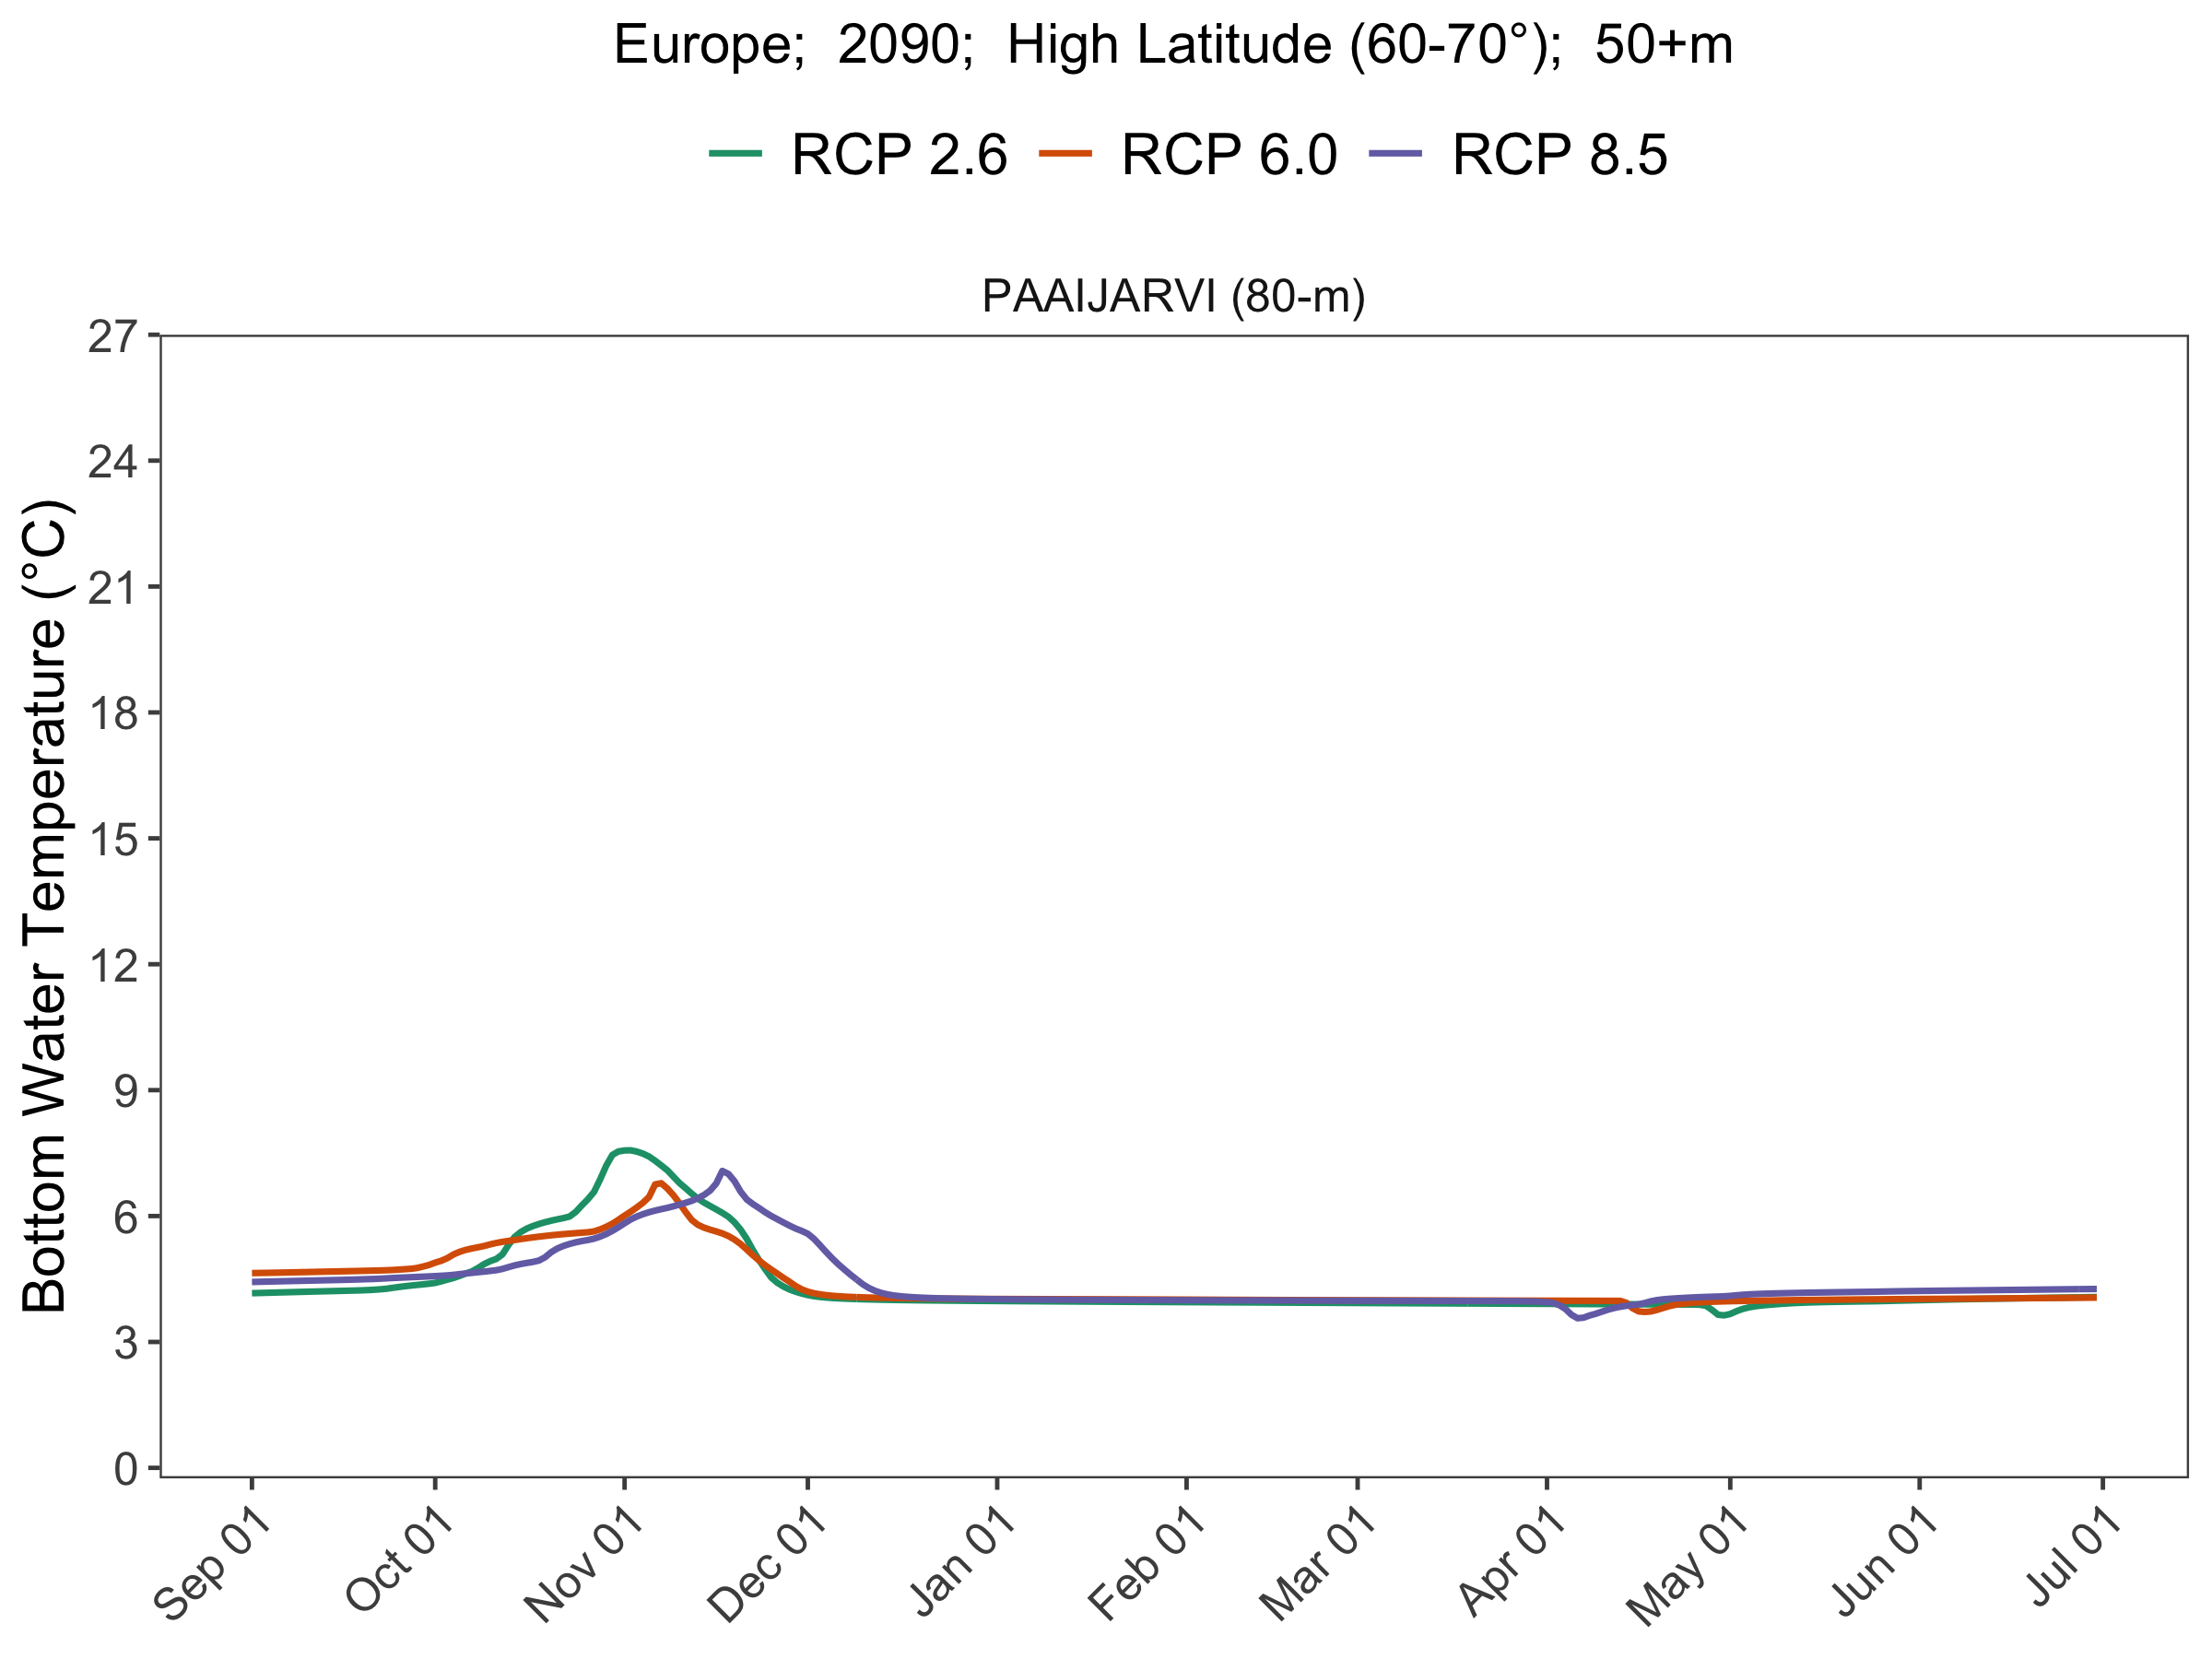 Europe; 2090; High Latitude (60-70°); 50+m
RCP 2.6 RCP 6.0 RCP 8.5
PAAIJARVI (80-m)
Bottom Water Temperature (°C)
27
24
21
18
15
12
9
6
3
0
Sep 01 Oct 01 Nov 01 Dec 01 Jan 01 Feb 01 Mar 01 Apr 01 May 01 Jun 01 Jul 01